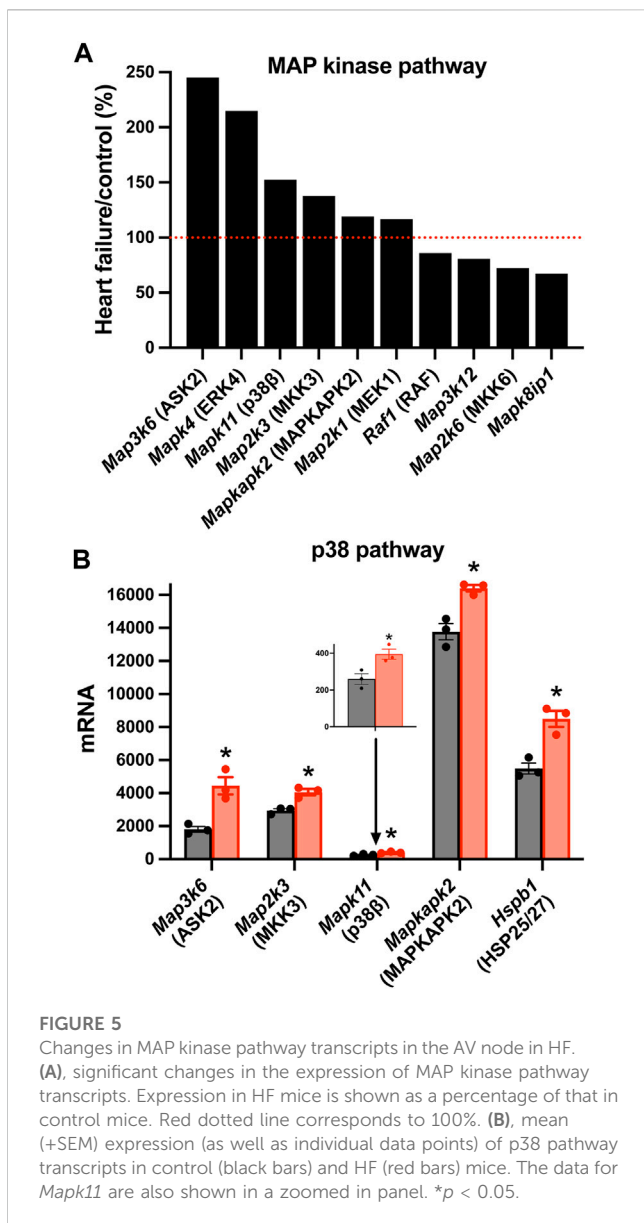 A
MAP kinase pathway
Heart failure/control (%)
250
200
150
100
50
0
Map3k6 (ASK2)
Mapk4 (ERK4)
Mapk11 (p38β)
Map2k3 (MKK3)
Mapkapk2 (MAPKAPK2)
Map2k1 (MEK1)
Raf1 (RAF)
Map3k12
Map2k6 (MKK6)
Mapk8ip1
B
p38 pathway
mRNA
16000
14000
12000
10000
8000
6000
4000
2000
0
400
200
0
*
*
*
*
*
*
Map3k6
(ASK2)
Map2k3
(MKK3)
Mapk11
(p38β)
Mapkapk2
(MAPKAPK2)
Hspb1
(HSP25/27)
FIGURE 5
Changes in MAP kinase pathway transcripts in the AV node in HF.
(A), significant changes in the expression of MAP kinase pathway
transcripts. Expression in HF mice is shown as a percentage of that in
control mice. Red dotted line corresponds to 100%. (B), mean
(+SEM) expression (as well as individual data points) of p38 pathway
transcripts in control (black bars) and HF (red bars) mice. The data for
Mapk11 are also shown in a zoomed in panel. *p < 0.05.